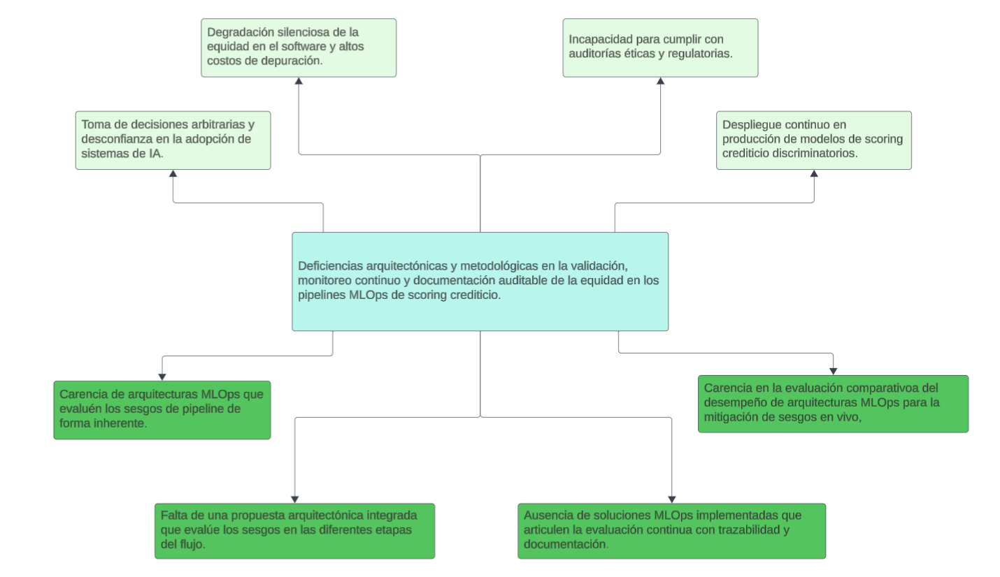 Degradación silenciosa de la
equidad en el software y altos
costos de depuración.
Incapacidad para cumplir con
auditorías éticas y regulatorias.
Toma de decisiones arbitrarias y
desconfianza en la adopción de
sistemas de IA.
Despliegue continuo en
producción de modelos de scoring
crediticio discriminatorios.
Deficiencias arquitectónicas y metodológicas en la validación,
monitoreo continuo y documentación auditable de la equidad en los
pipelines MLOps de scoring crediticio.
Carencia de arquitecturas MLOps que
evaluén los sesgos de pipeline de
forma inherente.
Carencia en la evaluación comparativoa del
desempeño de arquitecturas MLOps para la
mitigación de sesgos en vivo,
Falta de una propuesta arquitectónica integrada
que evalúe los sesgos en las diferentes etapas
del flujo.
Ausencia de soluciones MLOps implementadas que
articulen la evaluación continua con trazabilidad y
documentación.